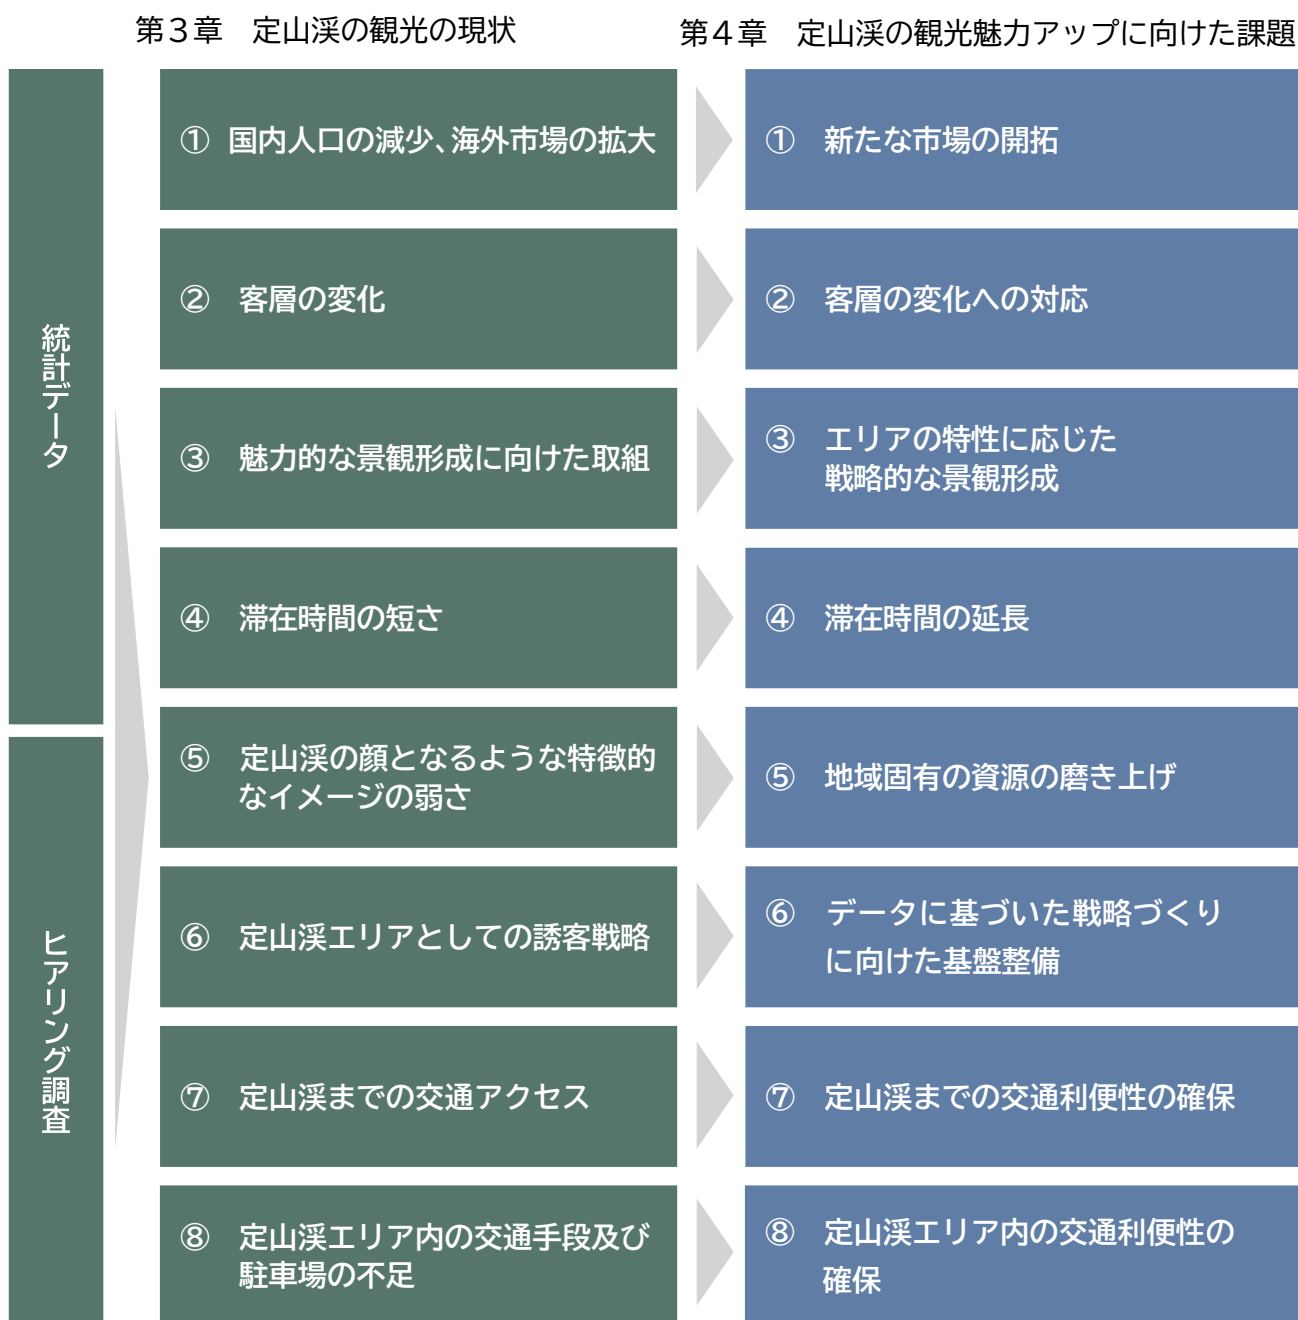 第３章　定山渓の観光の現状
第４章　定山渓の観光魅力アップに向けた課題
統計データ
ヒアリング調査
①　国内人口の減少、海外市場の拡大
①　新たな市場の開拓
②　客層の変化
②　客層の変化への対応
③　魅力的な景観形成に向けた取組
③　エリアの特性に応じた
戦略的な景観形成
④　滞在時間の短さ
④　滞在時間の延長
⑤　定山渓の顔となるような特徴的
なイメージの弱さ
⑤　地域固有の資源の磨き上げ
⑥　定山渓エリアとしての誘客戦略
⑥　データに基づいた戦略づくり
に向けた基盤整備
⑦　定山渓までの交通アクセス
⑦　定山渓までの交通利便性の確保
⑧　定山渓エリア内の交通手段及び
駐車場の不足
⑧　定山渓エリア内の交通利便性の
確保